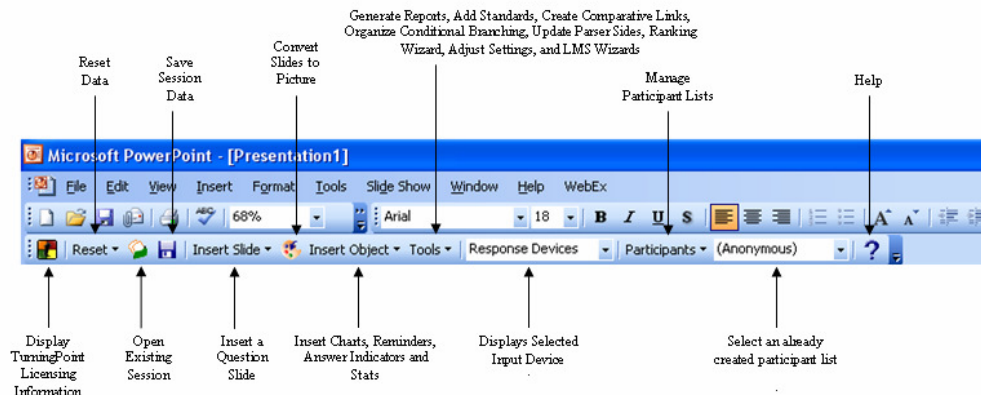 Generate Reports, Add Standards, Create Comparative Links,
Organize Conditional Branching, Update Parser Sides, Ranking
Wizard, Adjust Settings, and LMS Wizards
Reset
Data
Save
Session
Data
Convert
Slides to
Picture
Manage
Participant Lists
Help
Microsoft PowerPoint - [Presentation1]
File Edit View Insert Format Tools Slide Show Window Help WebEx
ABC 68% Arial 18 B I U S A A
Reset Insert Slide Insert Object Tools Response Devices Participants (Anonymous) ?
Display
TurningPoint
Licensing
Information
Open
Existing
Session
Insert a
Question
Slide
Insert Charts, Reminders,
Answer Indicators and
Stats
Displays Selected
Input Device
Select an already
created participant list